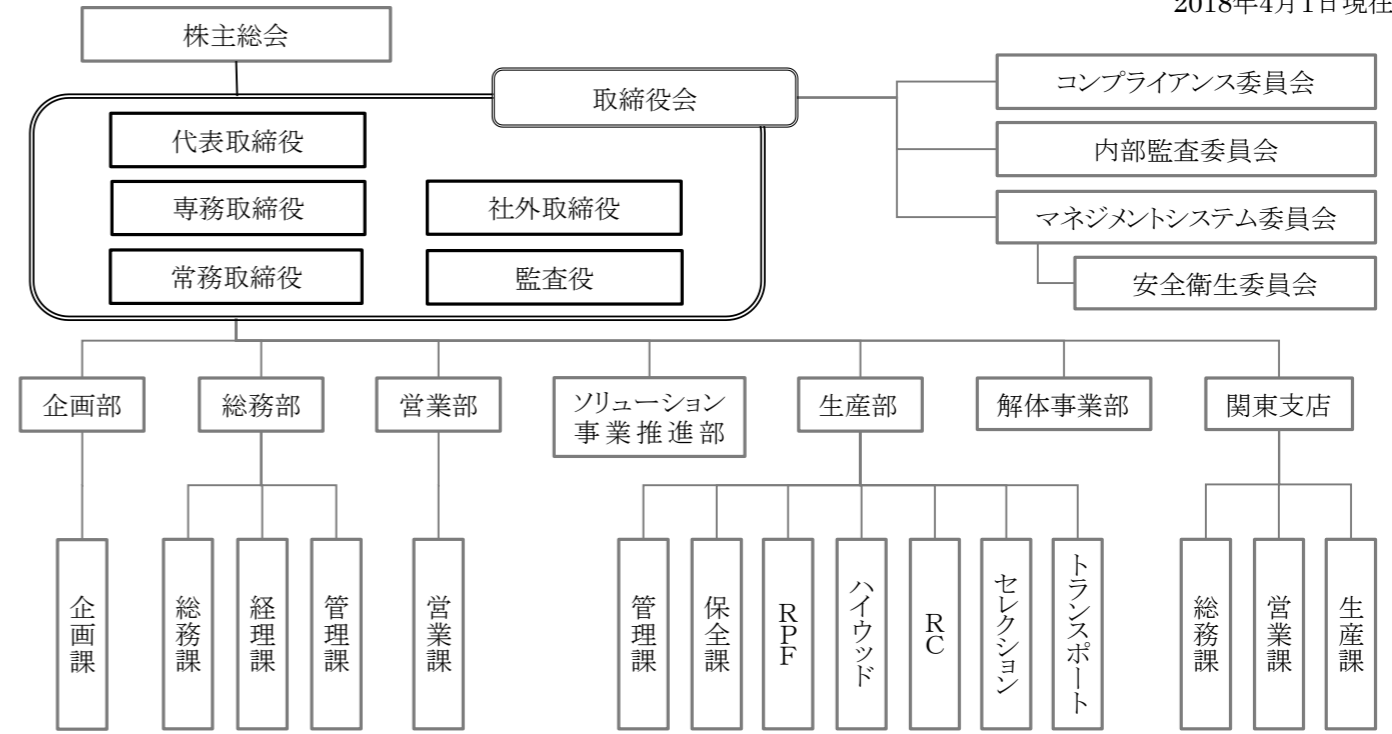 2018年4月1日現在
株主総会
取締役会
代表取締役
専務取締役
社外取締役
常務取締役
監査役
コンプライアンス委員会
内部監査委員会
マネジメントシステム委員会
安全衛生委員会
企画部
総務部
営業部
ソリューション
事業推進部
生産部
解体事業部
関東支店
企画課
総務課
経理課
管理課
営業課
管理課
保全課
RPF
ハイウッド
RC
セレクション
トランスポート
総務課
営業課
生産課